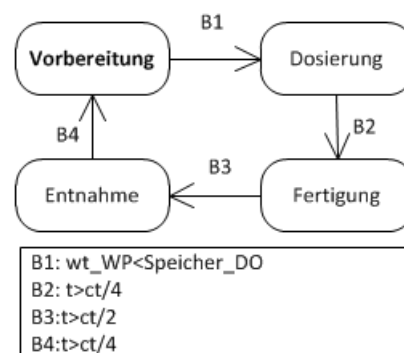 B1
Vorbereitung
Dosierung
B4
B2
B3
Entnahme
Fertigung
B1: wt_WP<Speicher_DO
B2: t>ct/4
B3:t>ct/2
B4:t>ct/4